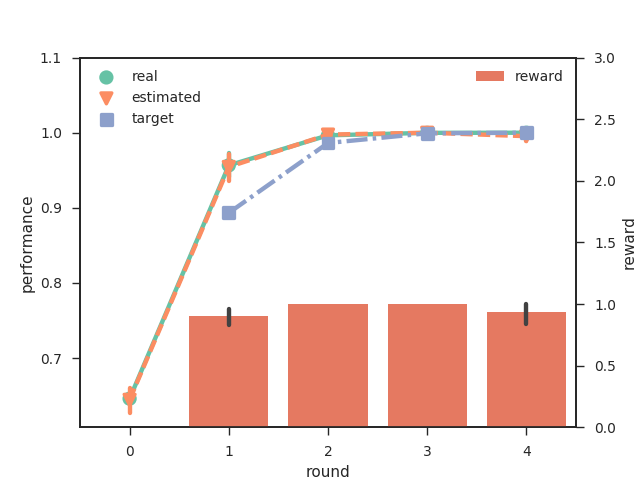 1.1
1.0
0.9
0.8
0.7
performance
real
estimated
target
reward
3.0
2.5
2.0
1.5
1.0
0.5
0.0
reward
0 1 2 3 4
round